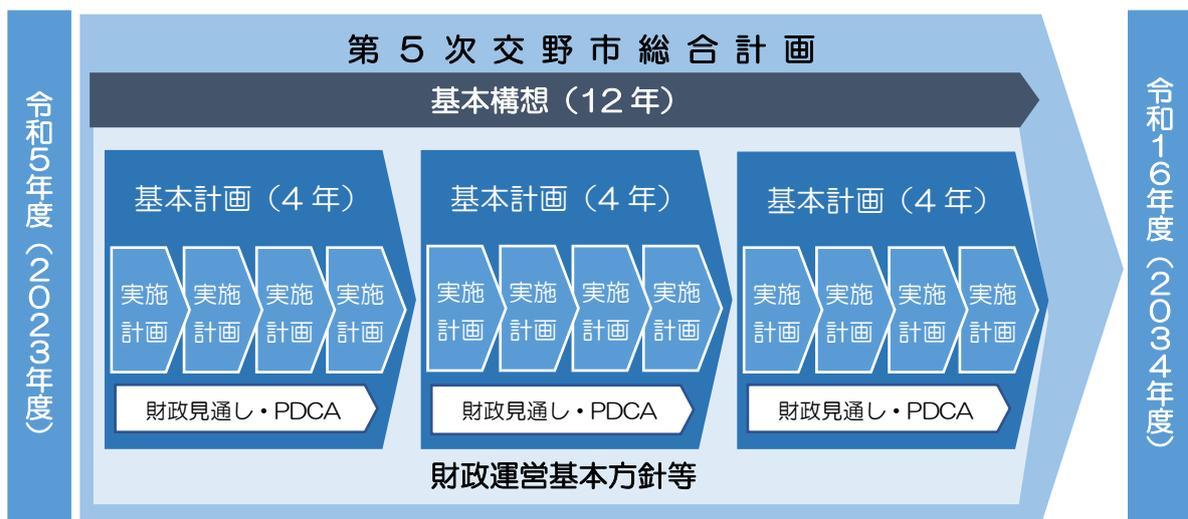 令和5年度（2023年度）
第5次交野市総合計画
基本構想（12年）
基本計画（4年）
実施
計画
実施
計画
実施
計画
実施
計画
財政見通し・PDCA
基本計画（4年）
実施
計画
実施
計画
実施
計画
実施
計画
財政見通し・PDCA
基本計画（4年）
実施
計画
実施
計画
実施
計画
実施
計画
財政見通し・PDCA
財政運営基本方針等
令和16年度（2034年度）